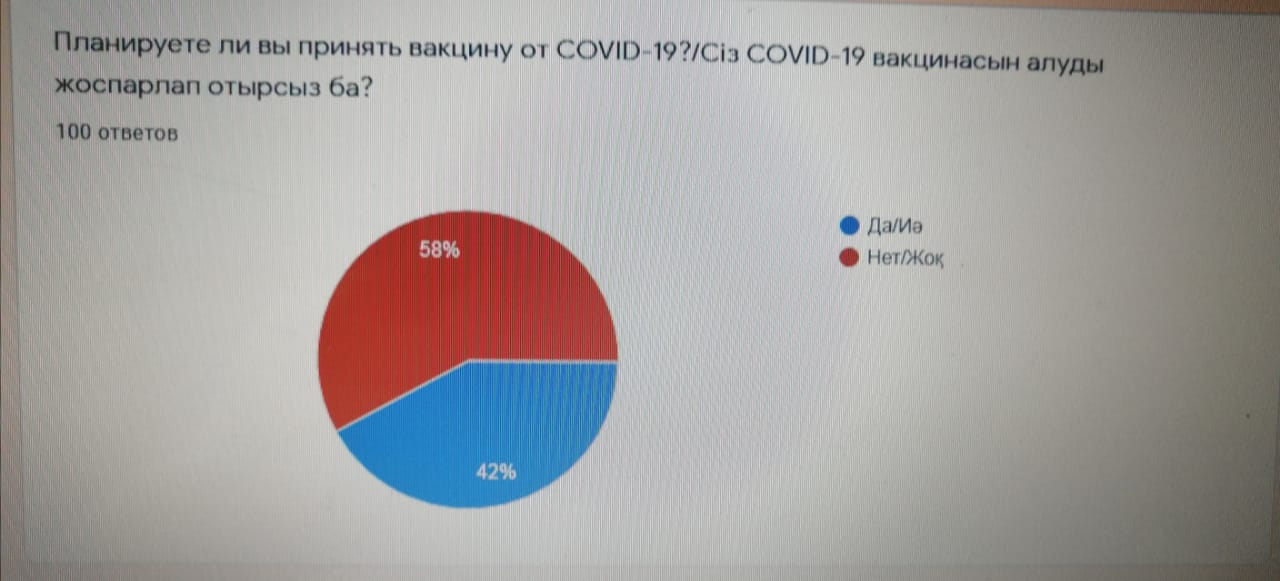 Планируете ли вы принять вакцину от COVID-19?/Сіз COVID-19 вакцинасын алуды
жоспарлап отырсыз ба?
100 ответов
58%
42%
Да/Иә
Нет/Жоқ